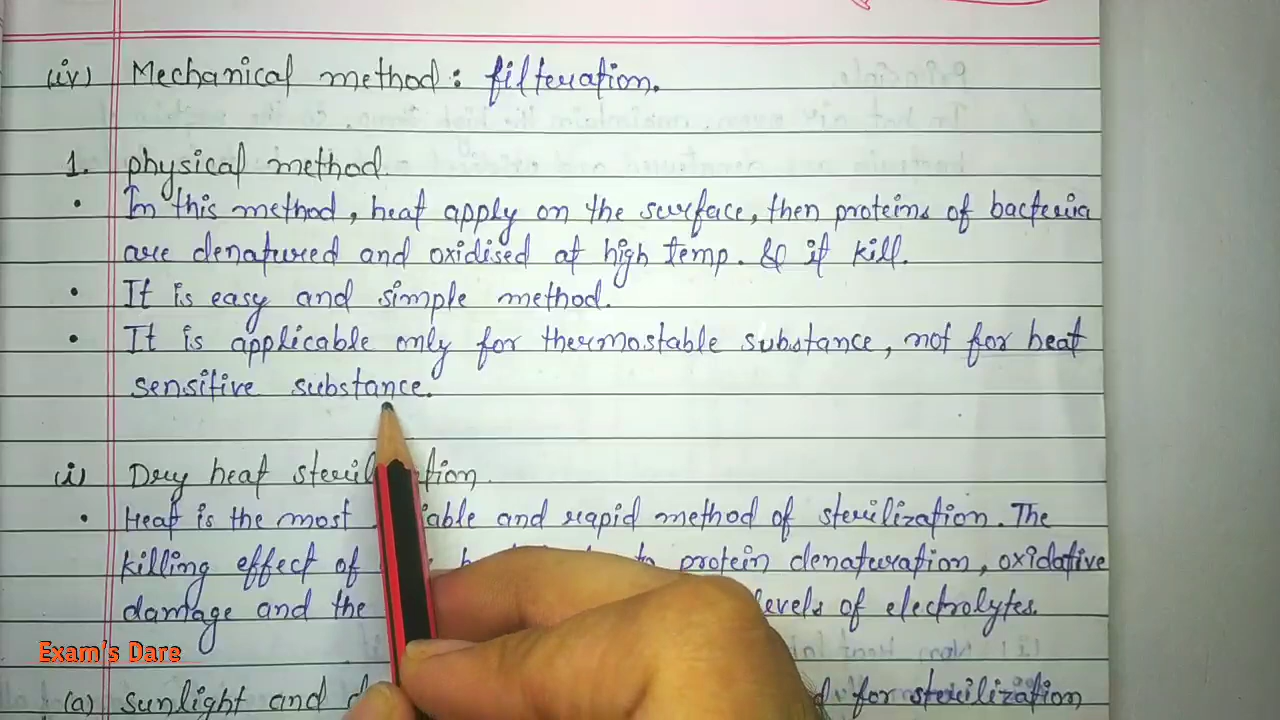 (iv) Mechanical method: filteration.
1. physical method.
• In this method, heat apply on the surface, then proteins of bacteria
are denatured and oxidised at high temp. & it kill.
• It is easy and simple method.
• It is applicable only for thermostable substance, not for heat
sensitive substance.
(i) Dry heat
• Heat is the most and rapid method of sterilization. The
killing effect of protein denaturation, oxidative
damage and the levels of electrolytes.
Exam's Dare
(a) sunlight and for sterilization